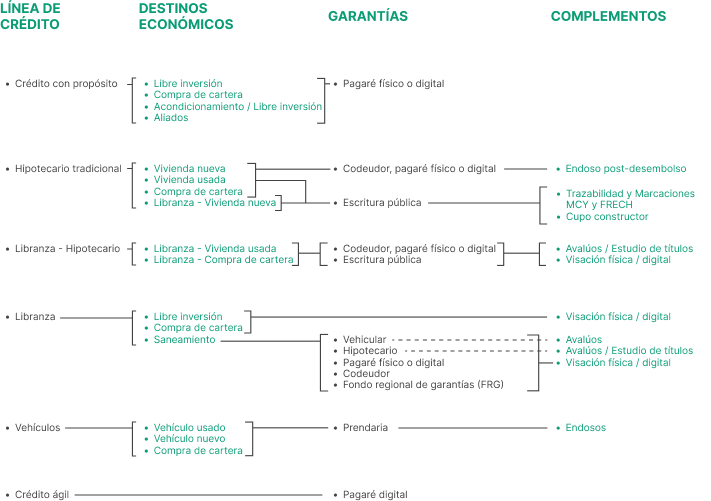 LÍNEA DE
CRÉDITO
DESTINOS
ECONÓMICOS
GARANTÍAS
COMPLEMENTOS
• Crédito con propósito
• Libre inversión
• Compra de cartera
• Acondicionamiento / Libre inversión
• Aliados
• Pagaré físico o digital
• Hipotecario tradicional
• Vivienda nueva
• Vivienda usada
• Compra de cartera
• Libranza - Vivienda nueva
• Codeudor, pagaré físico o digital
• Escritura pública
• Endoso post-desembolso
• Trazabilidad y Marcaciones
MCY y FRECH
• Cupo constructor
• Libranza - Hipotecario
• Libranza - Vivienda usada
• Libranza - Compra de cartera
• Codeudor, pagaré físico o digital
• Escritura pública
• Avalúos / Estudio de títulos
• Visación física / digital
• Libranza
• Libre inversión
• Compra de cartera
• Saneamiento
• Vehicular
• Hipotecario
• Pagaré físico o digital
• Codeudor
• Fondo regional de garantías (FRG)
• Visación física / digital
• Avalúos
• Avalúos / Estudio de títulos
• Visación física / digital
• Vehículos
• Vehículo usado
• Vehículo nuevo
• Compra de cartera
• Prendaria
• Endosos
• Crédito ágil
• Pagaré digital